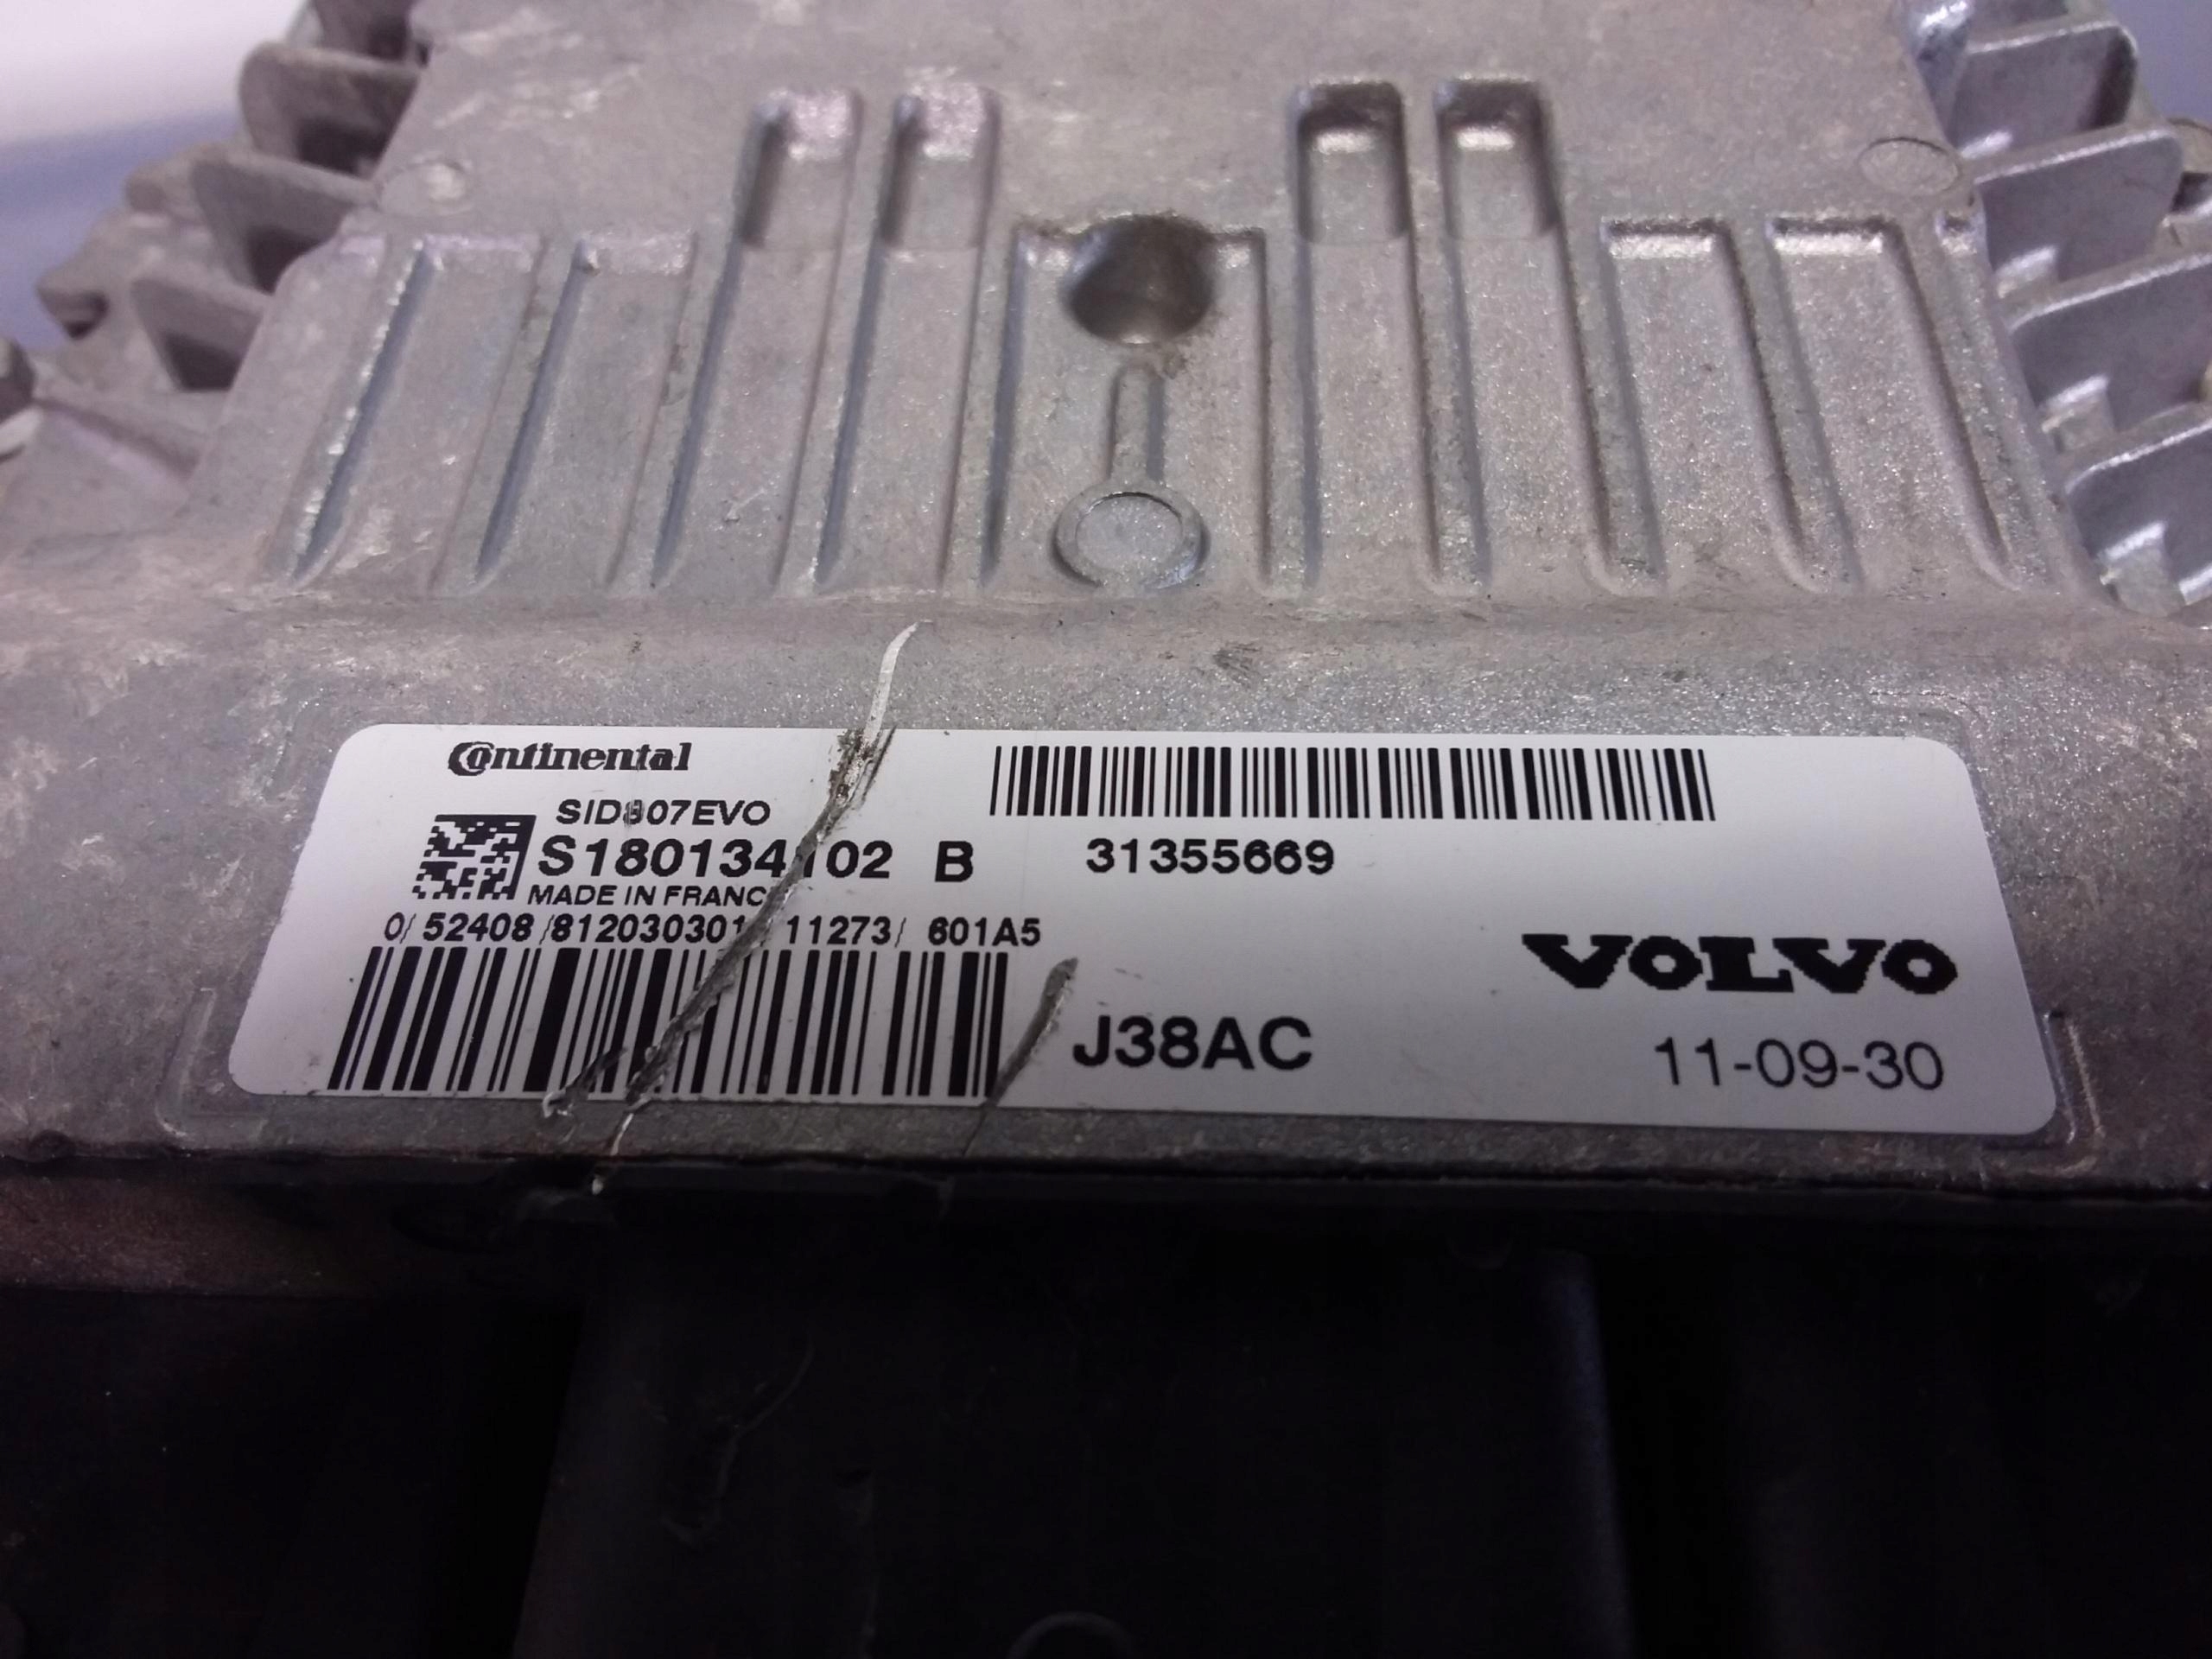 Continental
SID807EVO
S180134102 B
31355669
MADE IN FRANCE
0/ 52408 /812030301/ 11273/ 601A5
VOLVO
J38AC
11-09-30